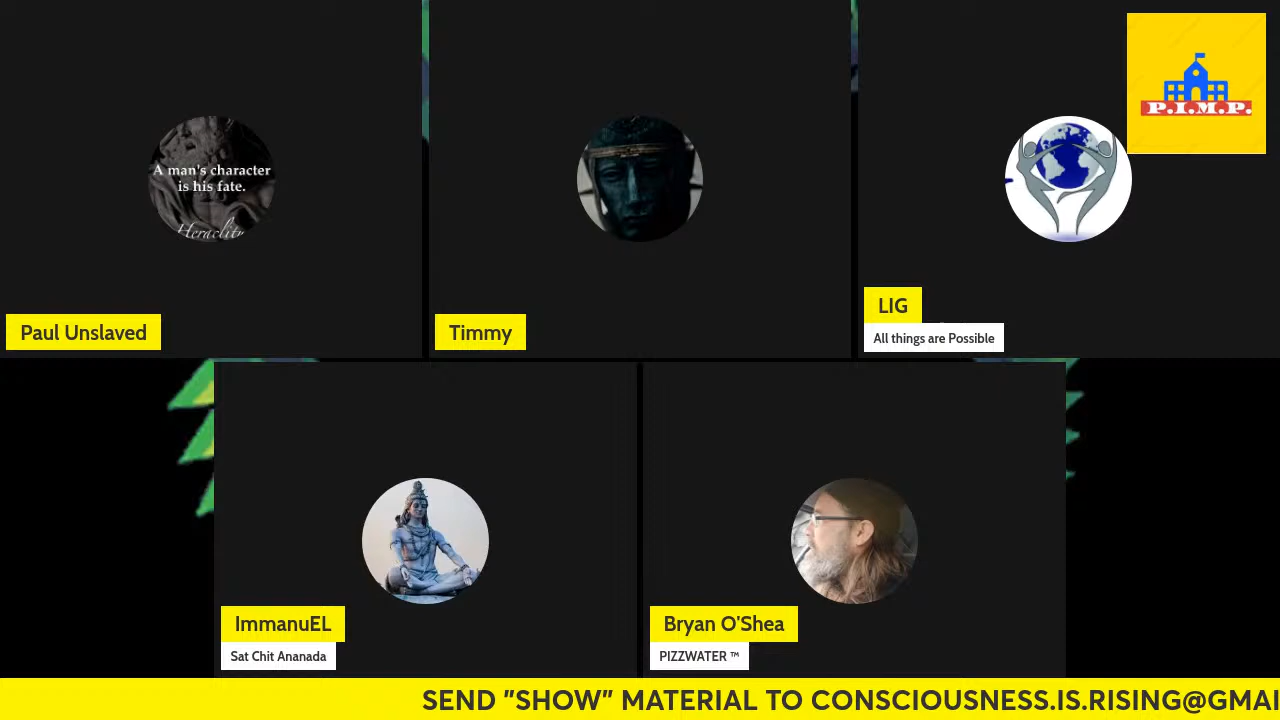 A man's character
is his fate.
Paul Unslaved
Timmy
P.I.M.P.
LIG
All things are Possible
ImmanuEL
Sat Chit Ananada
Bryan O'Shea
PIZZWATER ™
SEND "SHOW" MATERIAL TO CONSCIOUSNESS.IS.RISING@GMAI